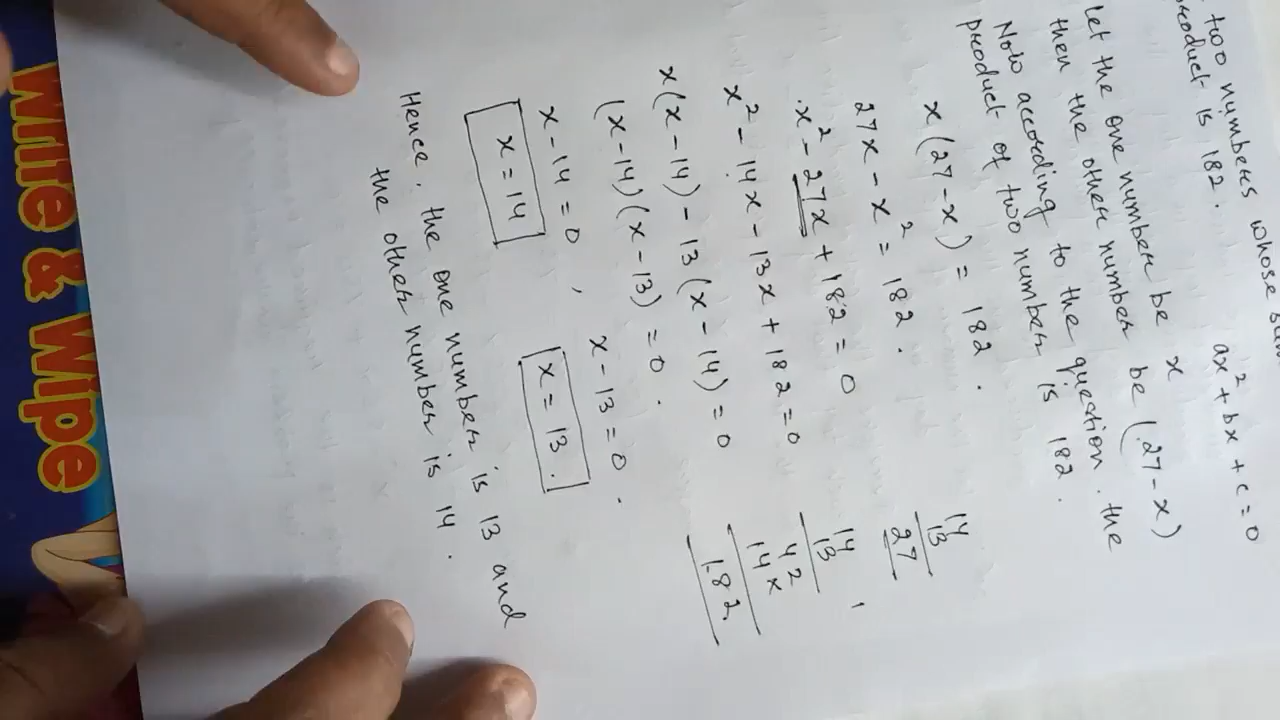 two numbers whose sum
product is 182.
ax² + bx + c = 0
Let the one number be x
then the other number be (27 - x)
Now according to the question. the
product of two numbers is 182.
x(27 - x) = 182.
27x - x² = 182.
x² - 27x + 182 = 0
x² - 14x - 13x + 182 = 0
x(x - 14) - 13(x - 14) = 0
(x - 14)(x - 13) = 0.
x - 14 = 0, x - 13 = 0.
x = 14 x = 13.
Hence, the one number is 13 and
the other number is 14.
14
13
27
14
13
42
14x
182
Write & Wipe